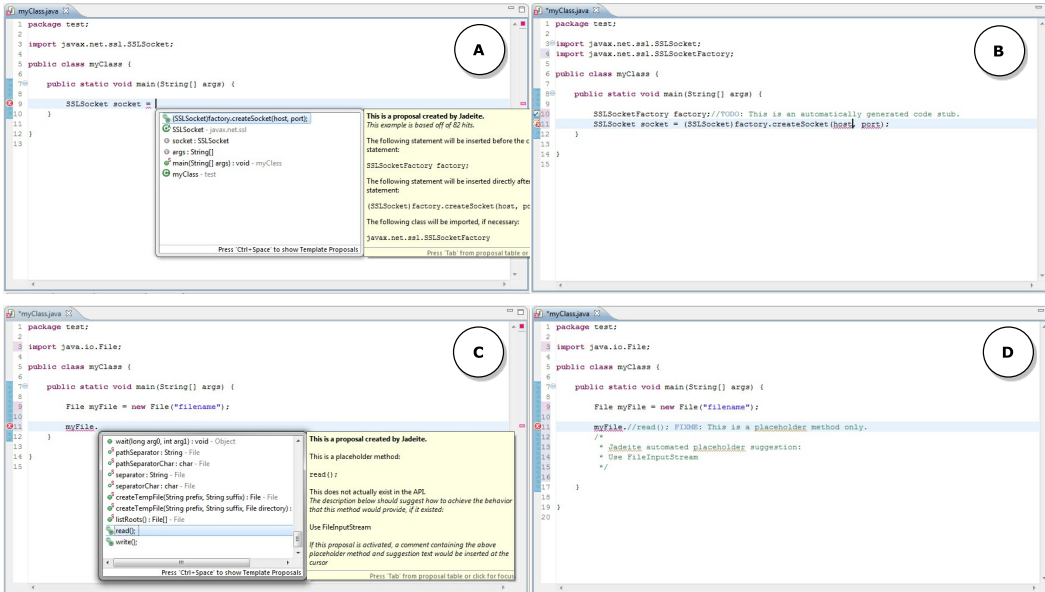 myClass.java
1 package test;
2
3 import javax.net.ssl.SSLSocket;
4
5 public class myClass {
6
7 public static void main(String[] args) {
8
9 SSLSocket socket =
10 }
11
12 }
13
A
(SSLSocket)factory.createSocket(host, port);
SSLSocket - javax.net.ssl
socket : SSLSocket
args : String[]
main(String[] args) : void - myClass
myClass - test
Press 'Ctrl+Space' to show Template Proposals
This is a proposal created by Jadeite.
This example is based off of 82 hits.
The following statement will be inserted before the c
statement:
SSLSocketFactory factory;
The following statement will be inserted directly after
statement:
(SSLSocket)factory.createSocket(host, po
The following class will be imported, if necessary:
javax.net.ssl.SSLSocketFactory
Press 'Tab' from proposal table or
*myClass.java
1 package test;
2
3 import javax.net.ssl.SSLSocket;
4 import javax.net.ssl.SSLSocketFactory;
5
6 public class myClass {
7
8 public static void main(String[] args) {
9
10 SSLSocketFactory factory;//TODO: This is an automatically generated code stub.
11 SSLSocket socket = (SSLSocket)factory.createSocket(host, port);
12 }
13
14 }
15
B
*myClass.java
1 package test;
2
3 import java.io.File;
4
5 public class myClass {
6
7 public static void main(String[] args) {
8
9 File myFile = new File("filename");
10
11 myFile.
12 }
13
14 }
15
C
wait(long arg0, int arg1) : void - Object
pathSeparator : String - File
pathSeparatorChar : char - File
separator : String - File
separatorChar : char - File
createTempFile(String prefix, String suffix) : File - File
createTempFile(String prefix, String suffix, File directory) :
listRoots() : File[] - File
read();
write();
Press 'Ctrl+Space' to show Template Proposals
This is a proposal created by Jadeite.
This is a placeholder method:
read();
This does not actually exist in the API.
The description below should suggest how to achieve the behavior
that this method would provide, if it existed:
Use FileInputStream
If this proposal is activated, a comment containing the above
placeholder method and suggestion text would be inserted at the
cursor
Press 'Tab' from proposal table or click for focus
*myClass.java
1 package test;
2
3 import java.io.File;
4
5 public class myClass {
6
7 public static void main(String[] args) {
8
9 File myFile = new File("filename");
10
11 myFile.//read(); FIXME: This is a placeholder method only.
12 /*
13 * Jadeite automated placeholder suggestion:
14 * Use FileInputStream
15 */
16
17 }
18
19 }
20
D